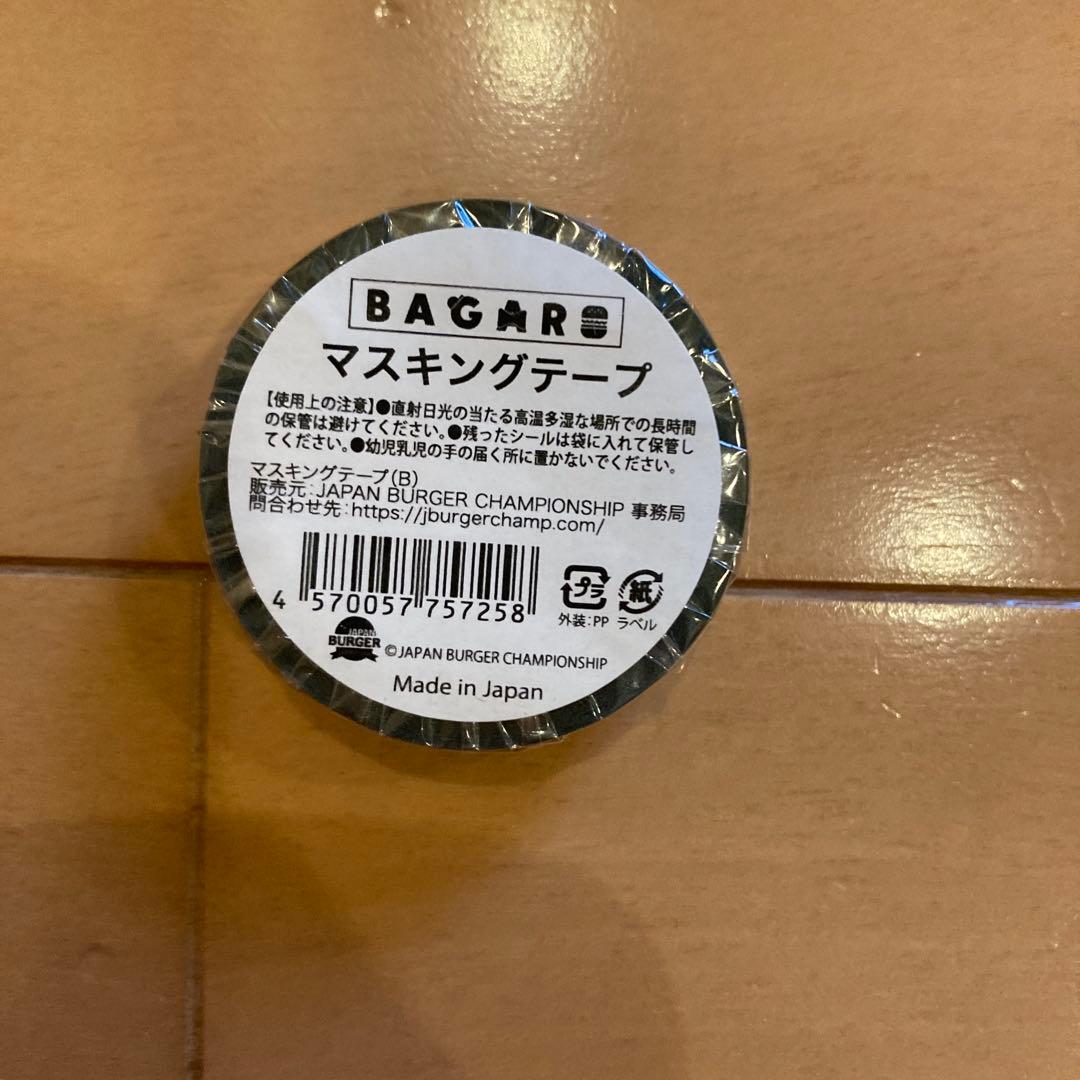 BAGAR
マスキングテープ
【使用上の注意】●直射日光の当たる高温多湿な場所での長時間
の保管は避けてください。●残ったシールは袋に入れて保管し
てください。●幼児乳児の手の届く所に置かないでください。
マスキングテープ(B)
販売元:JAPAN BURGER CHAMPIONSHIP 事務局
問合わせ先:https://jburgerchamp.com/
4 570057 757258
プラ 紙
外装:PP ラベル
JAPAN
BURGER
©JAPAN BURGER CHAMPIONSHIP
Made in Japan